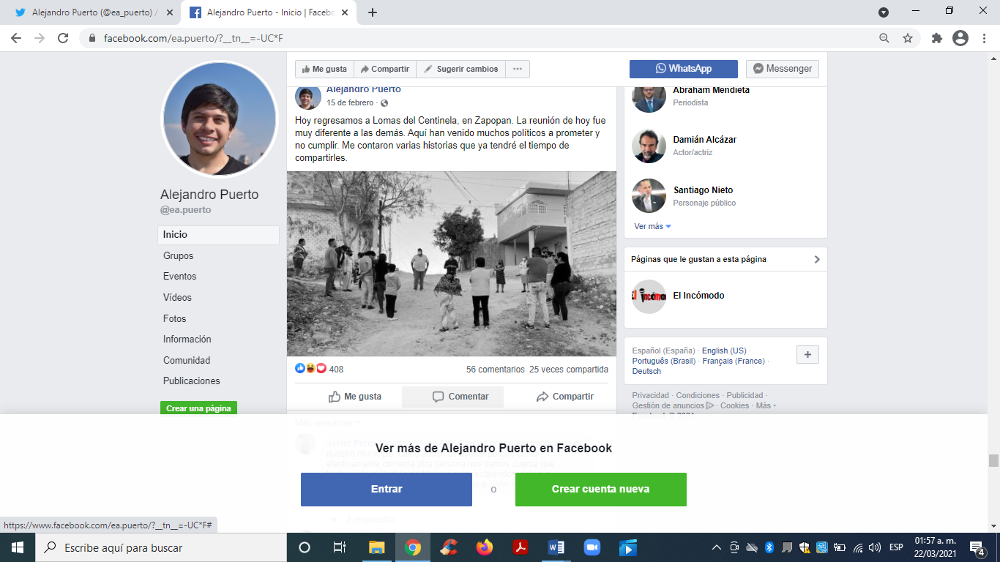 Alejandro Puerto (@ea_puerto) /
Alejandro Puerto - Inicio | Facebo
facebook.com/ea.puerto/?__tn__=-UC*F
Me gusta
Compartir
Sugerir cambios
WhatsApp
Messenger
Alejandro Puerto
@ea.puerto
Inicio
Grupos
Eventos
Vídeos
Fotos
Información
Comunidad
Publicaciones
Crear una página
Alejandro Puerto
15 de febrero ·
Hoy regresamos a Lomas del Centinela, en Zapopan. La reunión de hoy fue
muy diferente a las demás. Aquí han venido muchos políticos a prometer y
no cumplir. Me contaron varias historias que ya tendré el tiempo de
compartirles.
408
56 comentarios 25 veces compartida
Me gusta
Comentar
Compartir
Más relevantes
Abraham Mendieta
Periodista
Damián Alcázar
Actor/actriz
Santiago Nieto
Personaje público
Ver más
Páginas que le gustan a esta página
El Incómodo
Español (España) · English (US) ·
Português (Brasil) · Français (France) ·
Deutsch
Privacidad · Condiciones · Publicidad ·
Gestión de anuncios · Cookies · Más
Facebook © 2021
Ver más de Alejandro Puerto en Facebook
nuestro
efectivamente comenta otra persona nos damos cuenta que
Entrar
o
Crear cuenta nueva
2 respuestas
https://www.facebook.com/ea.puerto/?__tn__=-UC*F#
Escribe aquí para buscar
ESP
01:57 a. m.
22/03/2021
4